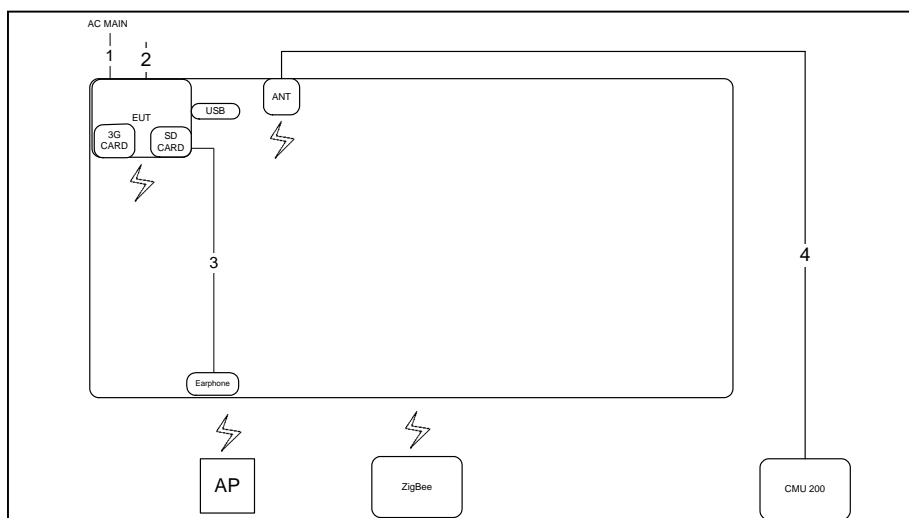 AC MAIN
1
2
ANT
USB
EUT
3G
CARD
SD
CARD
3
4
Earphone
AP
ZigBee
CMU 200